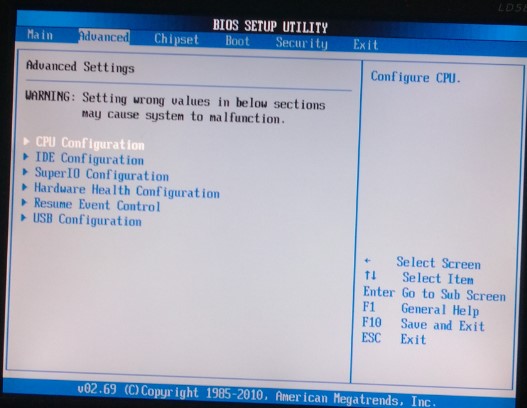 BIOS SETUP UTILITY
Main Advanced Chipset Boot Security Exit
Advanced Settings
WARNING: Setting wrong values in below sections
may cause system to malfunction.
CPU Configuration
IDE Configuration
SuperIO Configuration
Hardware Health Configuration
Resume Event Control
USB Configuration
Configure CPU.
← Select Screen
↑↓ Select Item
Enter Go to Sub Screen
F1 General Help
F10 Save and Exit
ESC Exit
v02.69 (C)Copyright 1985-2010, American Megatrends, Inc.